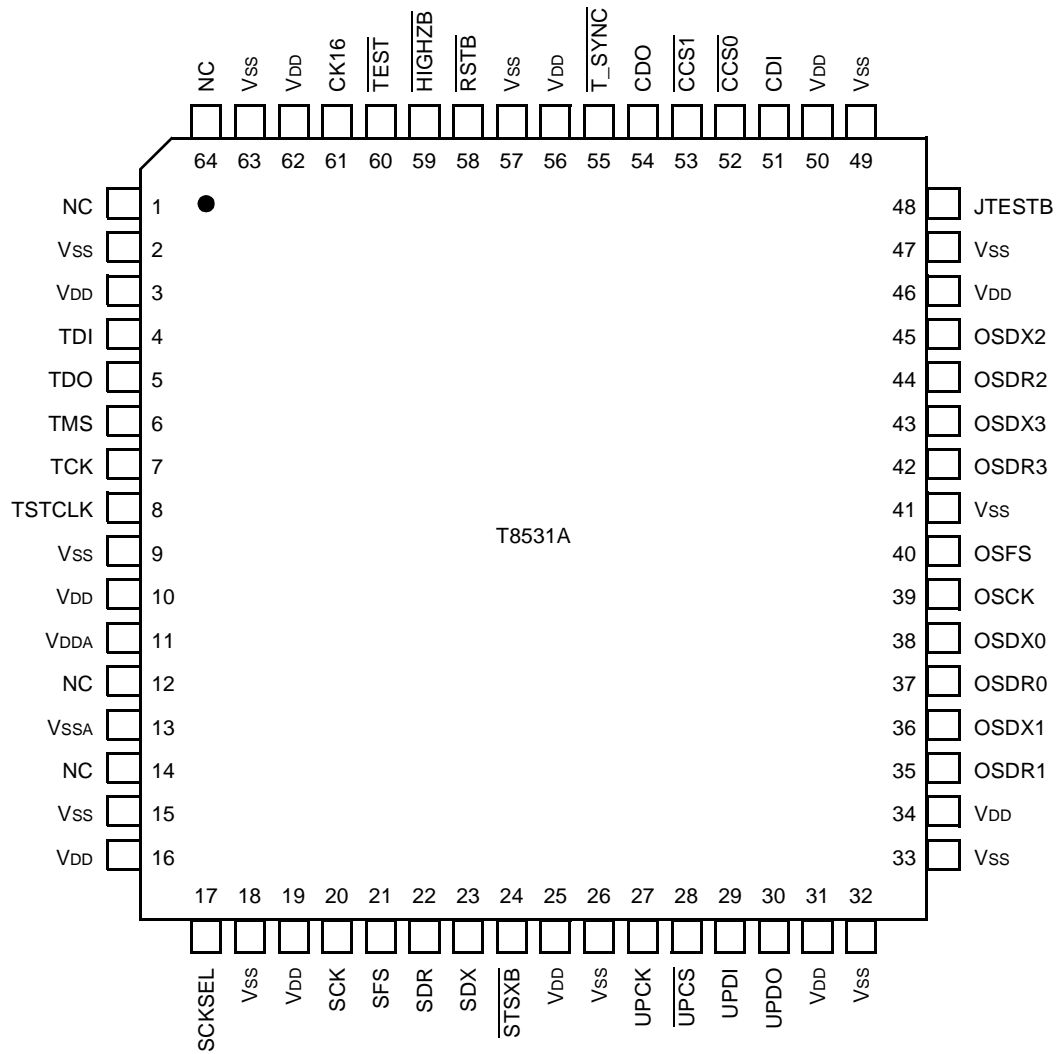 NC
VSS
VDD
CK16
TEST
HIGHZB
RSTB
VSS
VDD
T_SYNC
CDO
CCS1
CCS0
CDI
VDD
VSS
64 63 62 61 60 59 58 57 56 55 54 53 52 51 50 49
NC 1
VSS 2
VDD 3
TDI 4
TDO 5
TMS 6
TCK 7
TSTCLK 8
VSS 9
VDD 10
VDDA 11
NC 12
VSSA 13
NC 14
VSS 15
VDD 16
T8531A
48 JTESTB
47 VSS
46 VDD
45 OSDX2
44 OSDR2
43 OSDX3
42 OSDR3
41 VSS
40 OSFS
39 OSCK
38 OSDX0
37 OSDR0
36 OSDX1
35 OSDR1
34 VDD
33 VSS
17 18 19 20 21 22 23 24 25 26 27 28 29 30 31 32
SCKSEL
VSS
VDD
SCK
SFS
SDR
SDX
STSXB
VDD
VSS
UPCK
UPCS
UPDI
UPDO
VDD
VSS